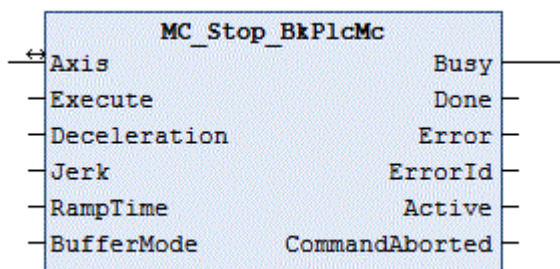 MC_Stop_BkPlcMc
Axis Busy
Execute Done
Deceleration Error
Jerk ErrorId
RampTime Active
BufferMode CommandAborted